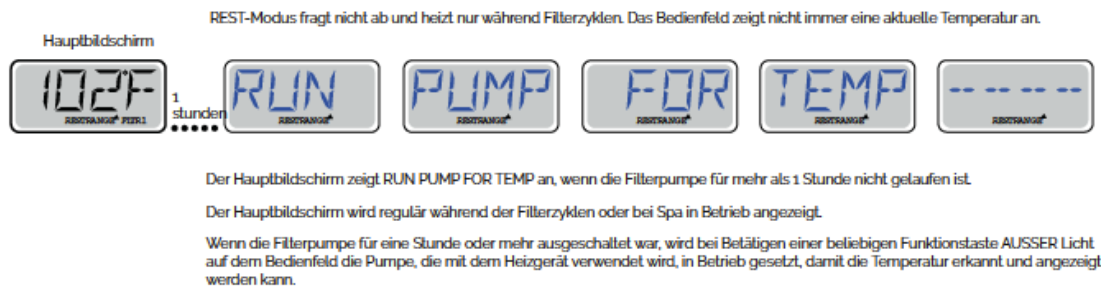 REST-Modus fragt nicht ab und heizt nur während Filterzyklen. Das Bedienfeld zeigt nicht immer eine aktuelle Temperatur an.
Hauptbildschirm
102°F RUN PUMP FOR TEMP -- -- -- --
1
stunden
RESTRANGE FLTR1 RESTRANGE RESTRANGE RESTRANGE RESTRANGE RESTRANGE
Der Hauptbildschirm zeigt RUN PUMP FOR TEMP an, wenn die Filterpumpe für mehr als 1 Stunde nicht gelaufen ist.
Der Hauptbildschirm wird regulär während der Filterzyklen oder bei Spa in Betrieb angezeigt.
Wenn die Filterpumpe für eine Stunde oder mehr ausgeschaltet war, wird bei Betätigen einer beliebigen Funktionstaste AUSSER Licht
auf dem Bedienfeld die Pumpe, die mit dem Heizgerät verwendet wird, in Betrieb gesetzt, damit die Temperatur erkannt und angezeigt
werden kann.